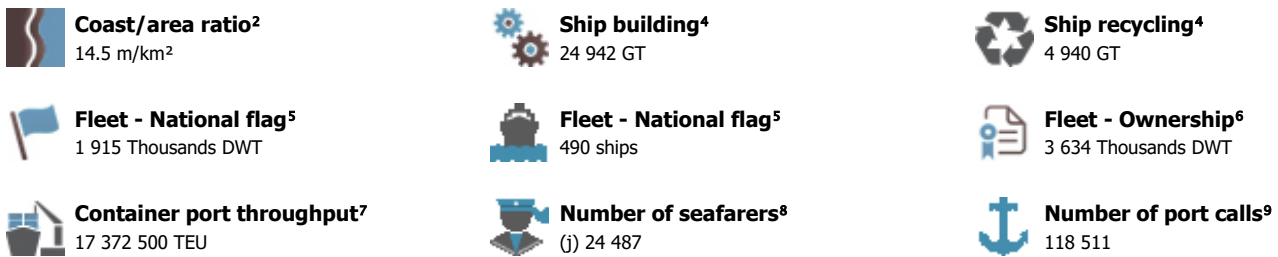 Coast/area ratio²
14.5 m/km²
Ship building⁴
24 942 GT
Ship recycling⁴
4 940 GT
Fleet - National flag⁵
1 915 Thousands DWT
Fleet - National flag⁵
490 ships
Fleet - Ownership⁶
3 634 Thousands DWT
Container port throughput⁷
17 372 500 TEU
Number of seafarers⁸
(j) 24 487
Number of port calls⁹
118 511